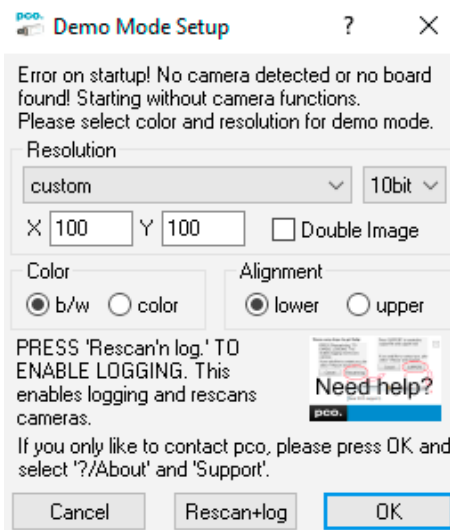 pco. Demo Mode Setup ? X
Error on startup! No camera detected or no board
found! Starting without camera functions.
Please select color and resolution for demo mode.
Resolution
custom 10bit
X 100 Y 100 Double Image
Color Alignment
b/w color lower upper
PRESS 'Rescan'n log.' TO
ENABLE LOGGING. This
enables logging and rescans
cameras.
Need help?
pco.
If you only like to contact pco, please press OK and
select '?/About' and 'Support'.
Cancel Rescan+log OK